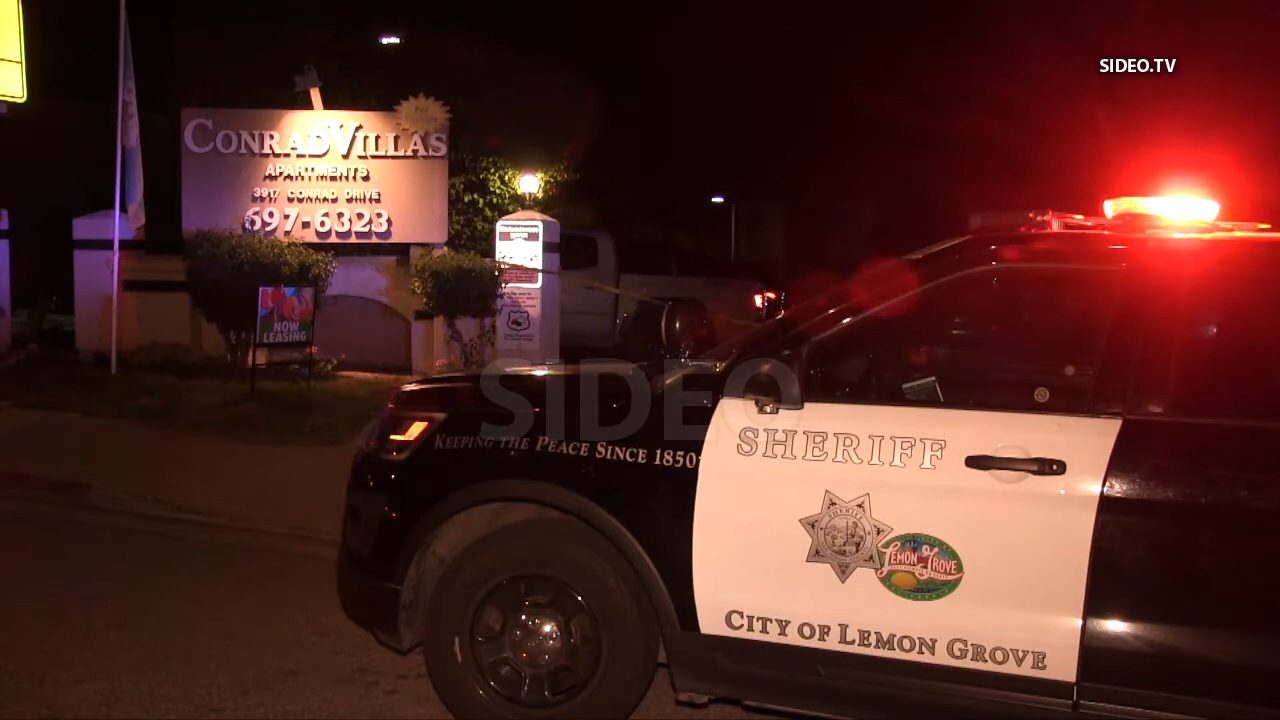 SIDEO.TV
CONRAD VILLAS
APARTMENTS
3917 CONRAD DRIVE
697-6323
NOW
LEASING
SIDEO
KEEPING THE PEACE SINCE 1850
SHERIFF
SHERIFF
LEMON GROVE
CITY OF LEMON GROVE